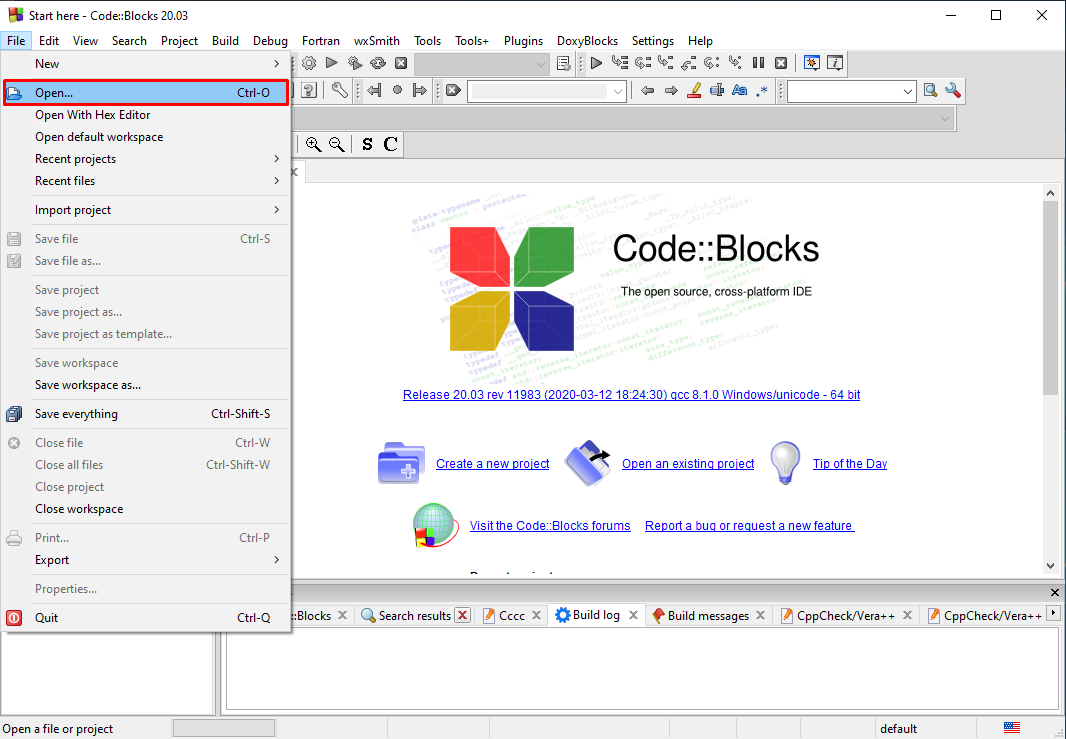 Start here - Code::Blocks 20.03
File Edit View Search Project Build Debug Fortran wxSmith Tools Tools+ Plugins DoxyBlocks Settings Help
New
Open... Ctrl-O
Open With Hex Editor
Open default workspace
Recent projects
Recent files
Import project
Save file Ctrl-S
Save file as...
Save project
Save project as...
Save project as template...
Save workspace
Save workspace as...
Save everything Ctrl-Shift-S
Close file Ctrl-W
Close all files Ctrl-Shift-W
Close project
Close workspace
Print... Ctrl-P
Export
Properties...
Quit Ctrl-Q
S C
Code::Blocks
The open source, cross-platform IDE
Release 20.03 rev 11983 (2020-03-12 18:24:30) gcc 8.1.0 Windows/unicode - 64 bit
Create a new project Open an existing project Tip of the Day
Visit the Code::Blocks forums Report a bug or request a new feature
::Blocks Search results Cccc Build log Build messages CppCheck/Vera++ CppCheck/Vera++
Open a file or project default